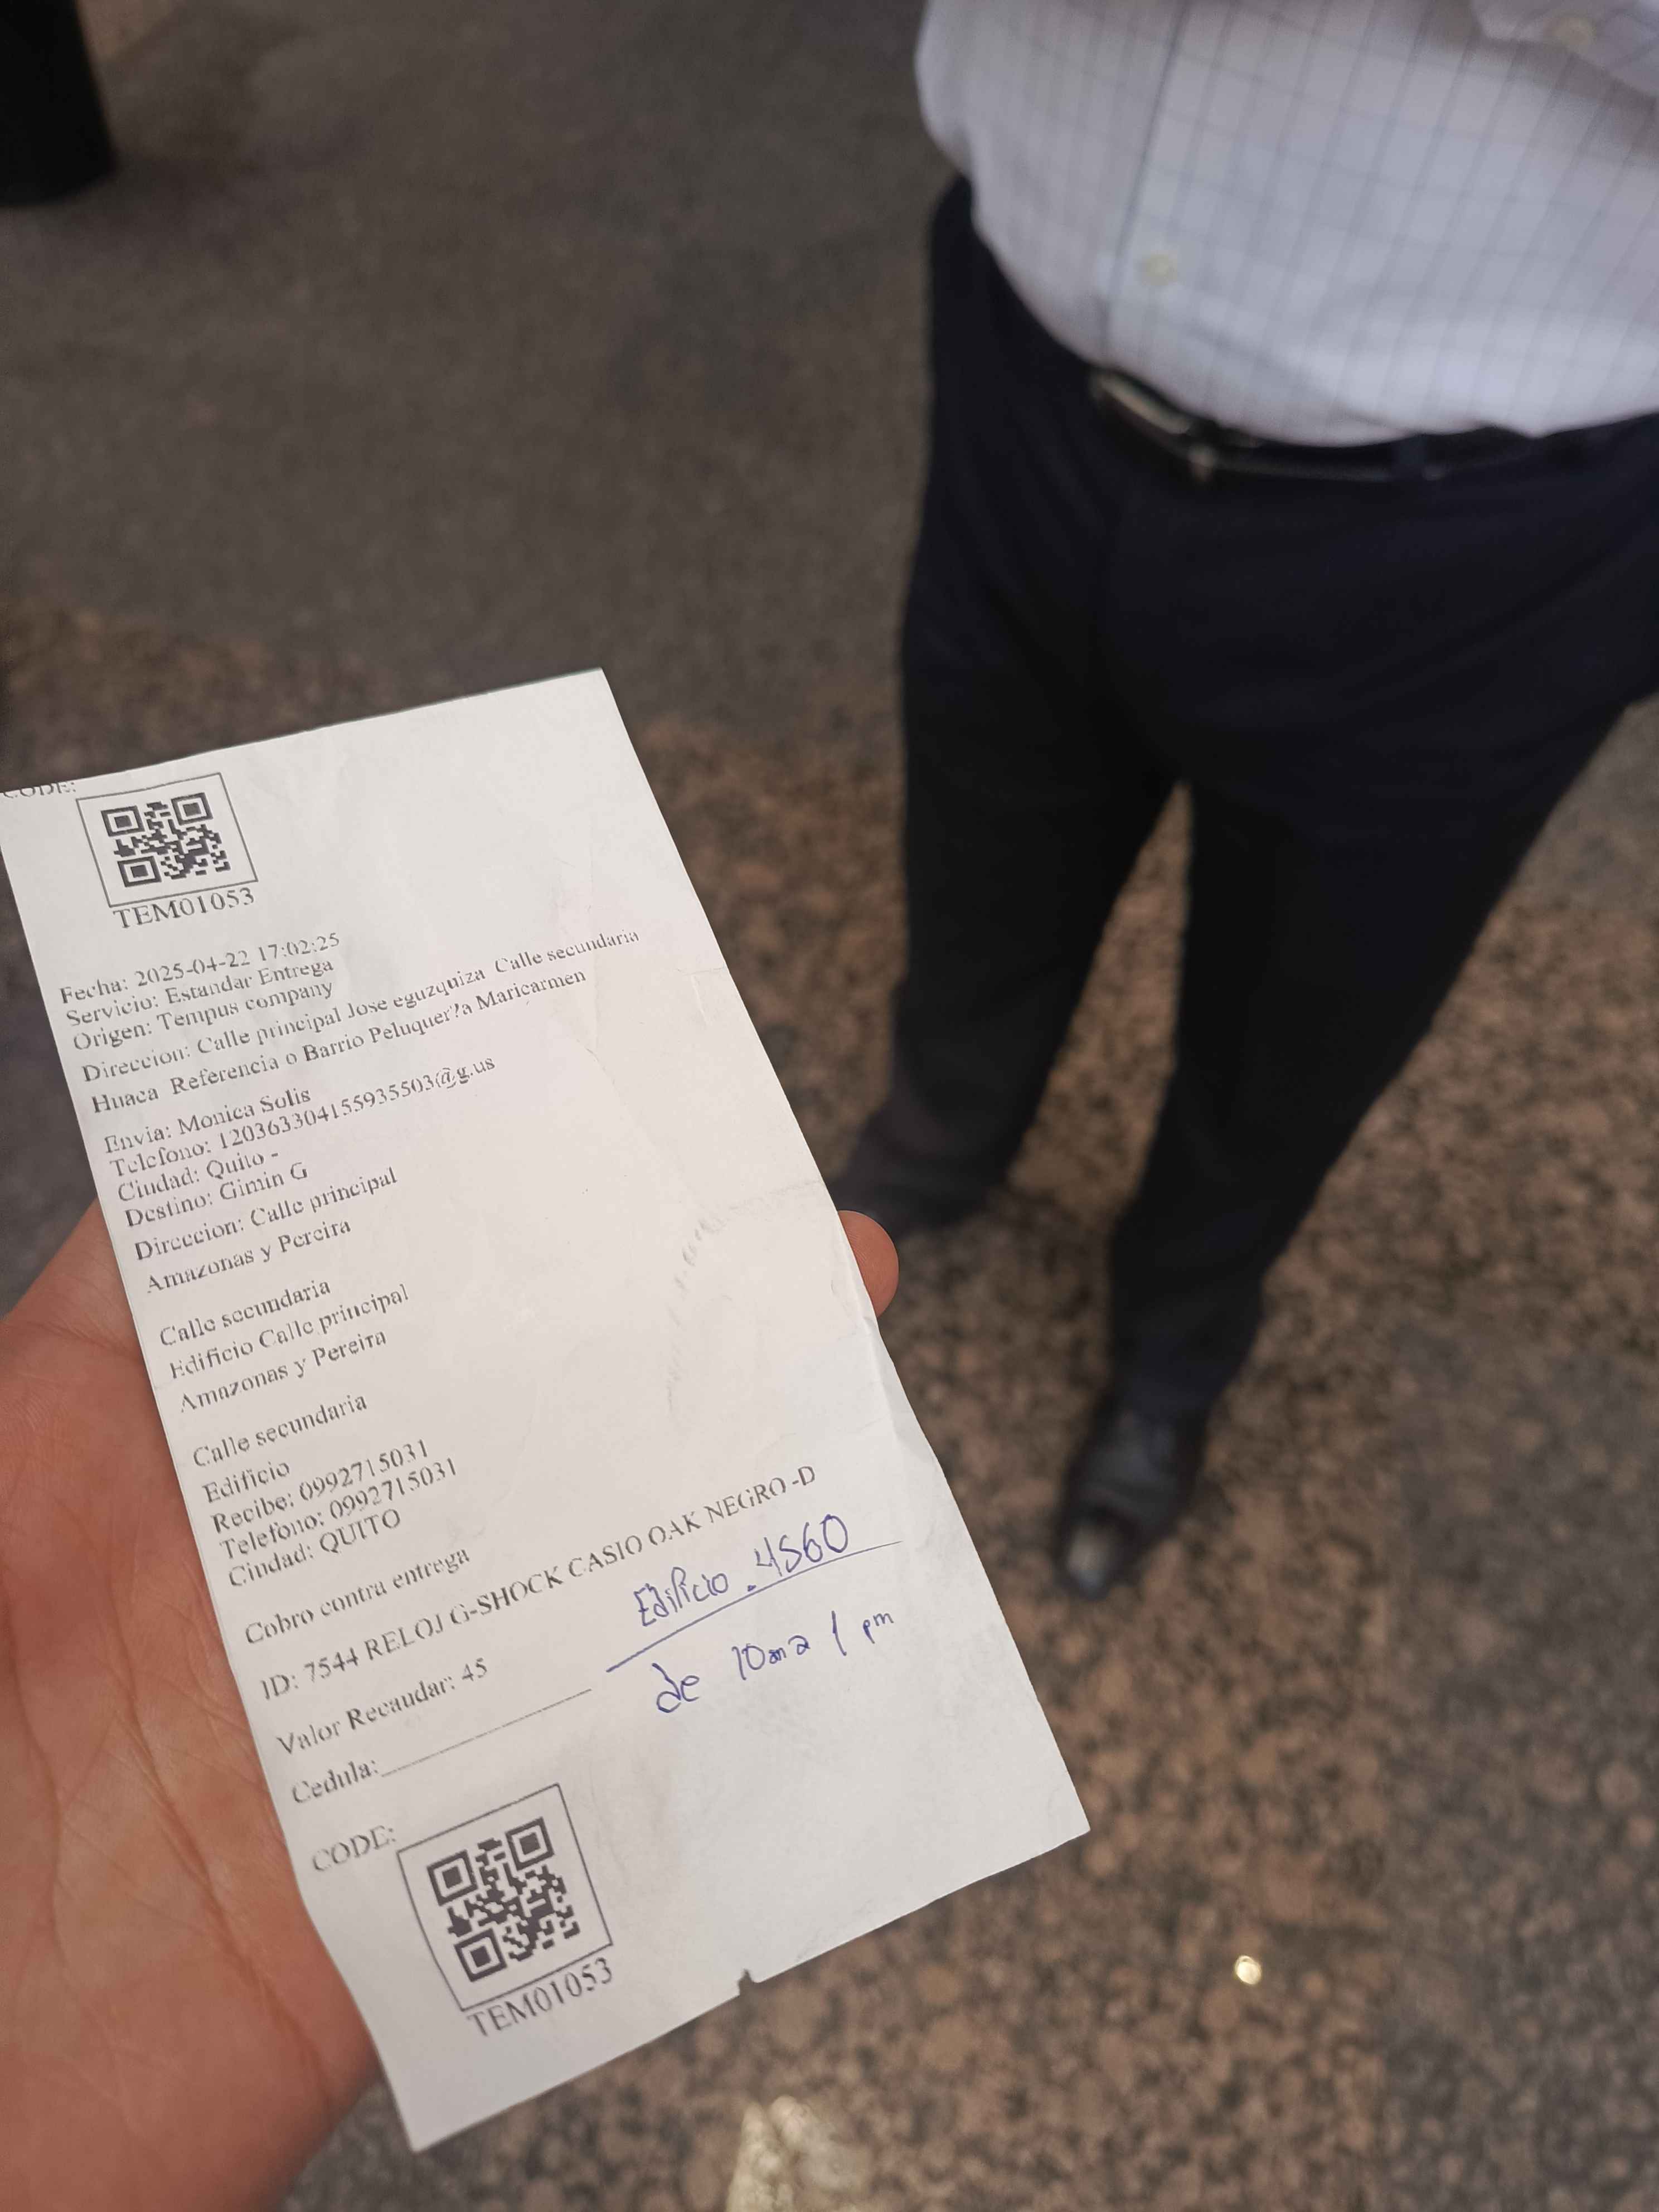 CODE:
TEM01053
Fecha: 2025-04-22 17:02:25
Servicio: Estandar Entrega
Origen: Tempus company
Direccion: Calle principal Jose eguzquiza Calle secundaria
Huaca Referencia o Barrio Peluquer?a Maricarmen
Envia: Monica Solis
Telefono: 120363304155935503@g.us
Ciudad: Quito -
Destino: Gimin G
Direccion: Calle principal
Amazonas y Pereira
Calle secundaria
Edificio Calle principal
Amazonas y Pereira
Calle secundaria
Edificio
Recibe: 0992715031
Telefono: 0992715031
Ciudad: QUITO
Cobro contra entrega
ID: 7544 RELOJ G-SHOCK CASIO OAK NEGRO -D
Edificio . 4560
Valor Recaudar: 45
de 10am a 1 pm
Cedula:
CODE:
TEM01053